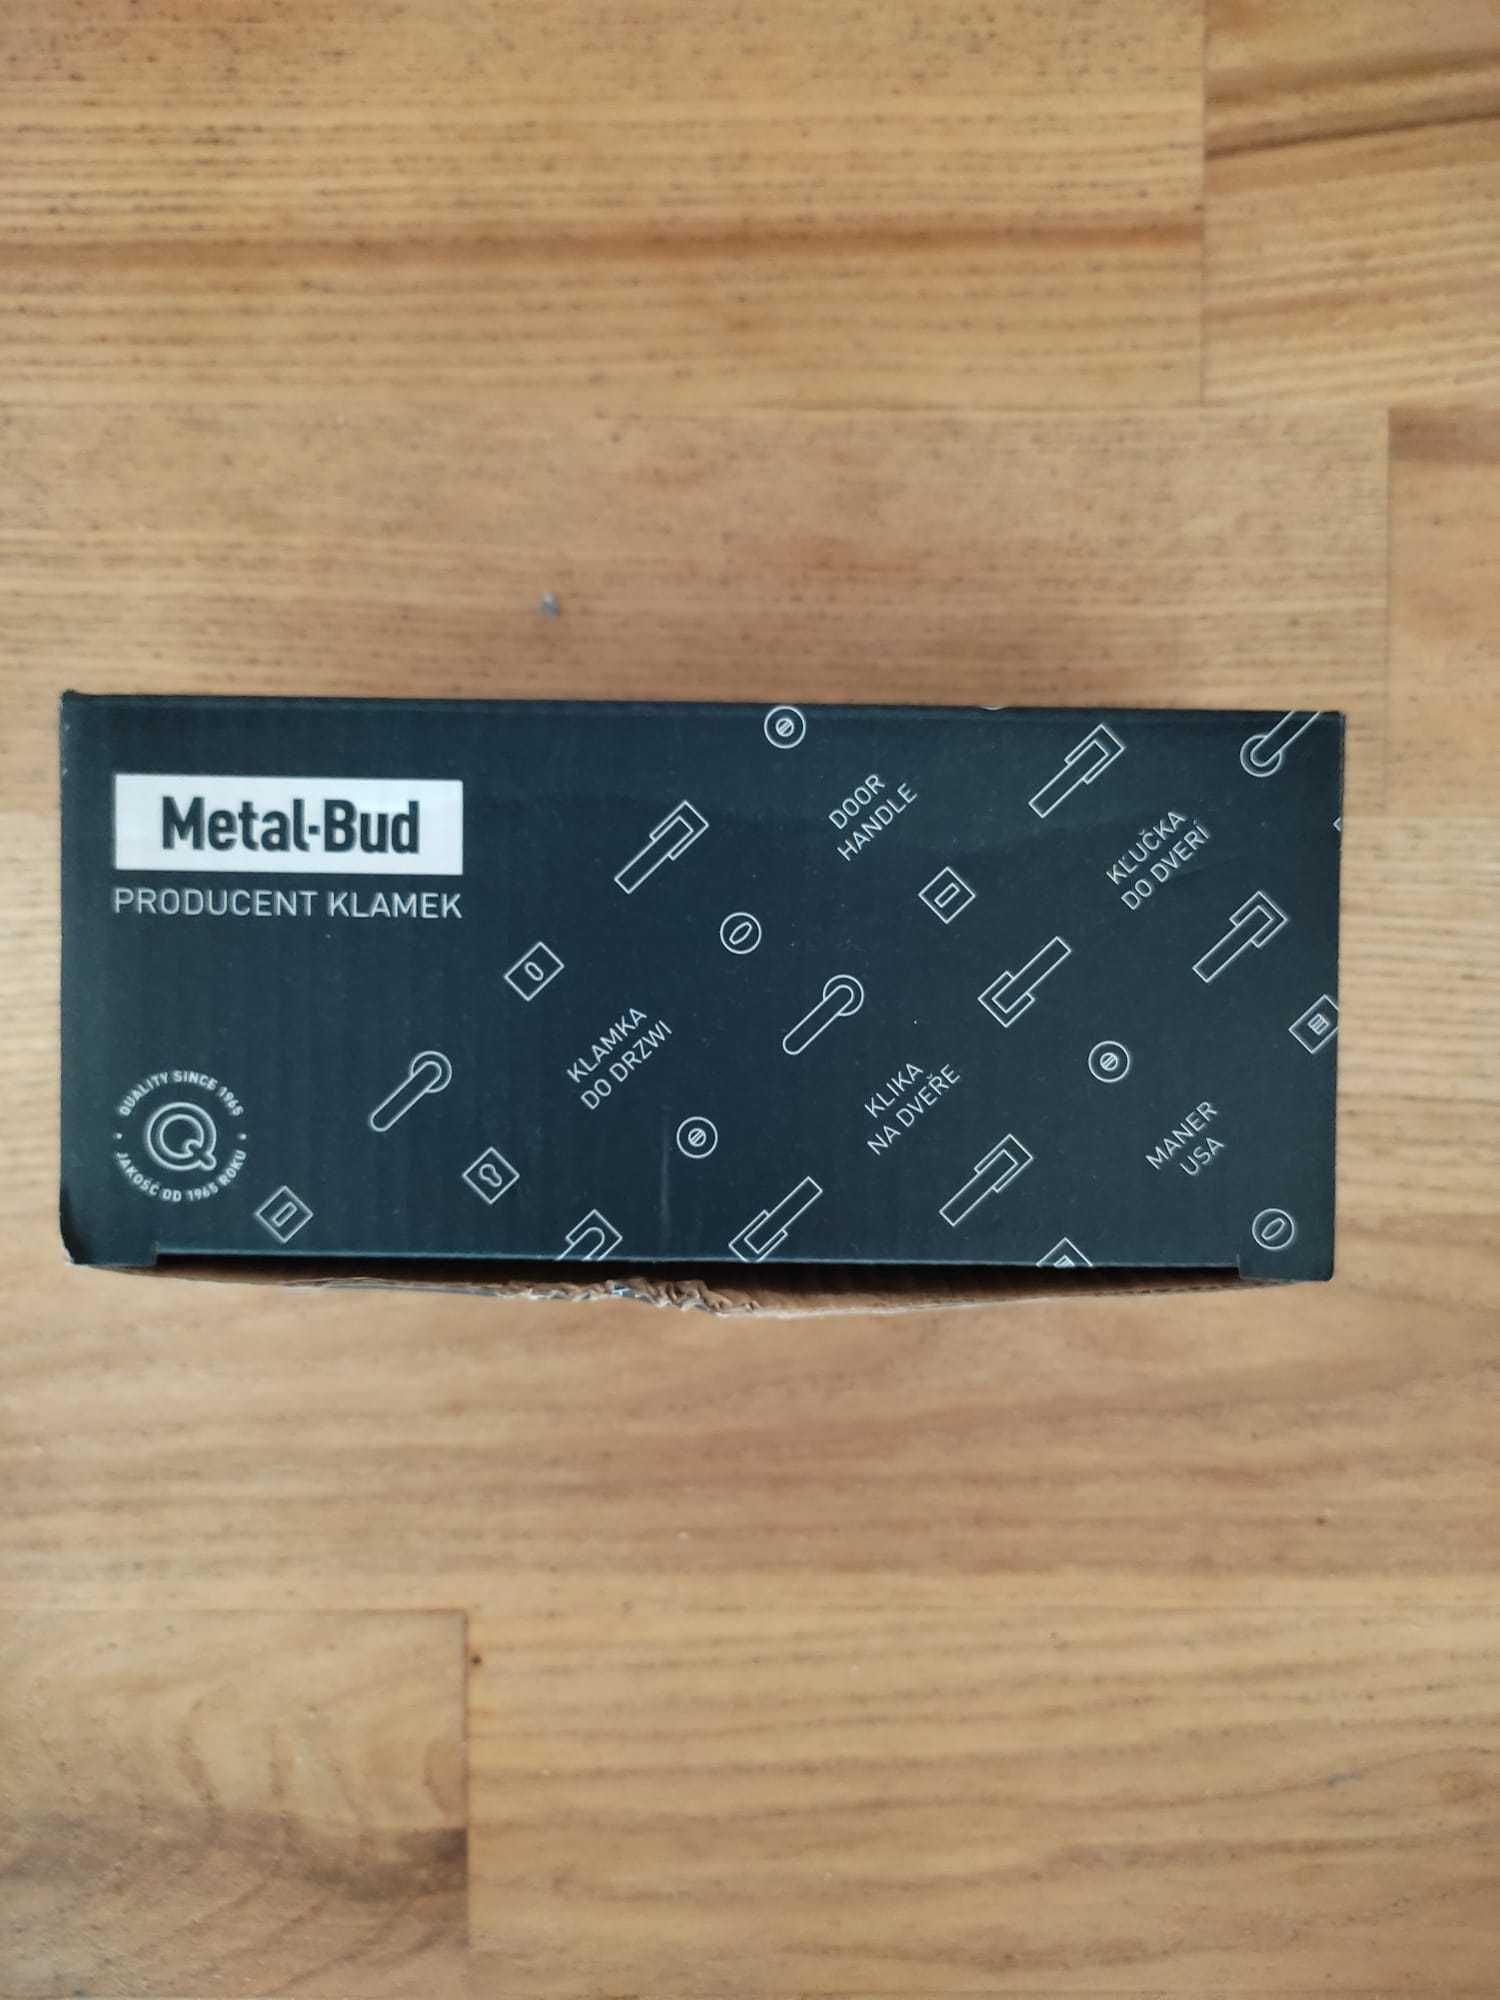 Metal-Bud
PRODUCENT KLAMEK
DOOR
HANDLE
KĽUČKA
DO DVERÍ
KLAMKA
DO DRZWI
KLIKA
NA DVEŘE
MANER
USA
QUALITY SINCE 1965
JAKOŚĆ OD 1965 ROKU